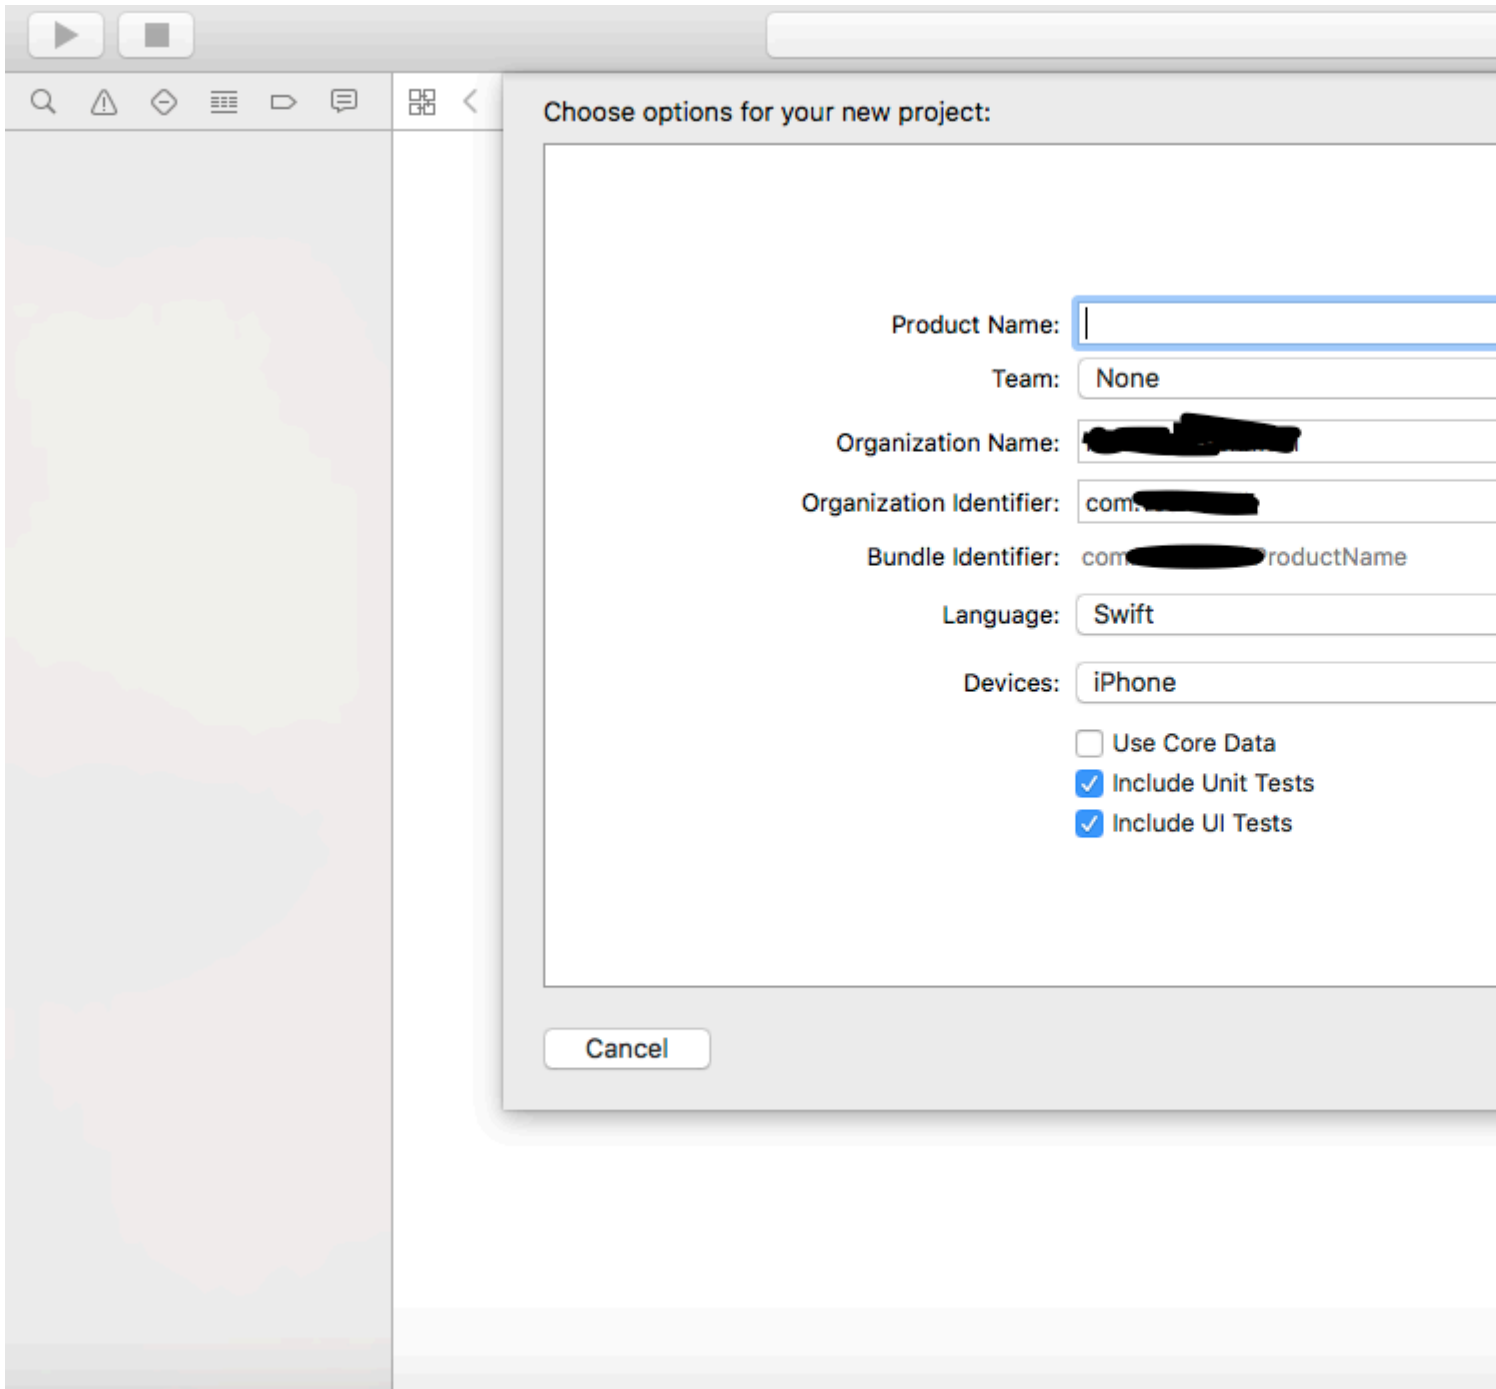 Choose options for your new project:
Product Name:
Team: None
Organization Name:
Organization Identifier: com.
Bundle Identifier: com roductName
Language: Swift
Devices: iPhone
Use Core Data
Include Unit Tests
Include UI Tests
Cancel